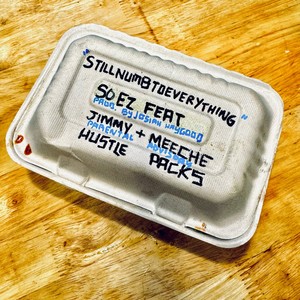 "STILLNUMBTOEVERYTHING"
SO EZ FEAT
PROD. BY JOSIAH HAYGOOD
JIMMY + MEECHE
PARENTAL ADVISORY
HUSTLE PACKS